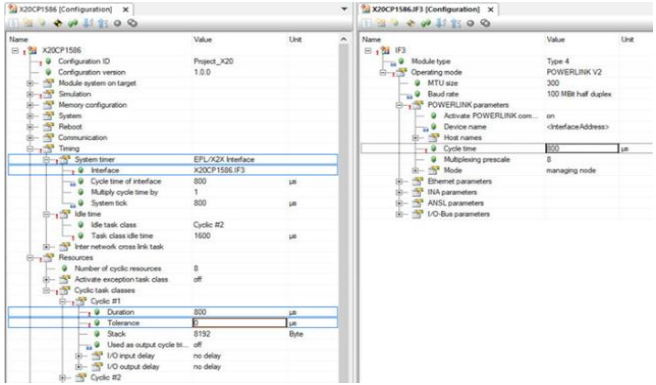 X20CP1586 [Configuration] ×
Name Value Unit
X20CP1586
Configuration ID Project_X20
Configuration version 1.0.0
Module system on target
Simulation
Memory configuration
System
Reboot
Communication
Timing
System timer EPL/X2X Interface
Interface X20CP1586.IF3
Cycle time of interface 800 µs
Multiply cycle time by 1
System tick 800 µs
Idle time
Idle task class Cyclic #2
Task class idle time 1600 µs
Inter network cross link task
Resources
Number of cyclic resources 8
Activate exception task class off
Cyclic task classes
Cyclic #1
Duration 800 µs
Tolerance 0 µs
Stack 8192 Byte
Used as output cycle tri... off
I/O input delay no delay
I/O output delay no delay
Cyclic #2
X20CP1586.IF3 [Configuration] ×
Name Value Unit
IF3
Module type Type 4
Operating mode POWERLINK V2
MTU size 300
Baud rate 100 MBit half duplex
POWERLINK parameters
Activate POWERLINK com... on
Device name <InterfaceAddress>
Host names
Cycle time 800 µs
Multiplexing prescale 8
Mode managing node
Ethernet parameters
INA parameters
ANSL parameters
I/O-Bus parameters